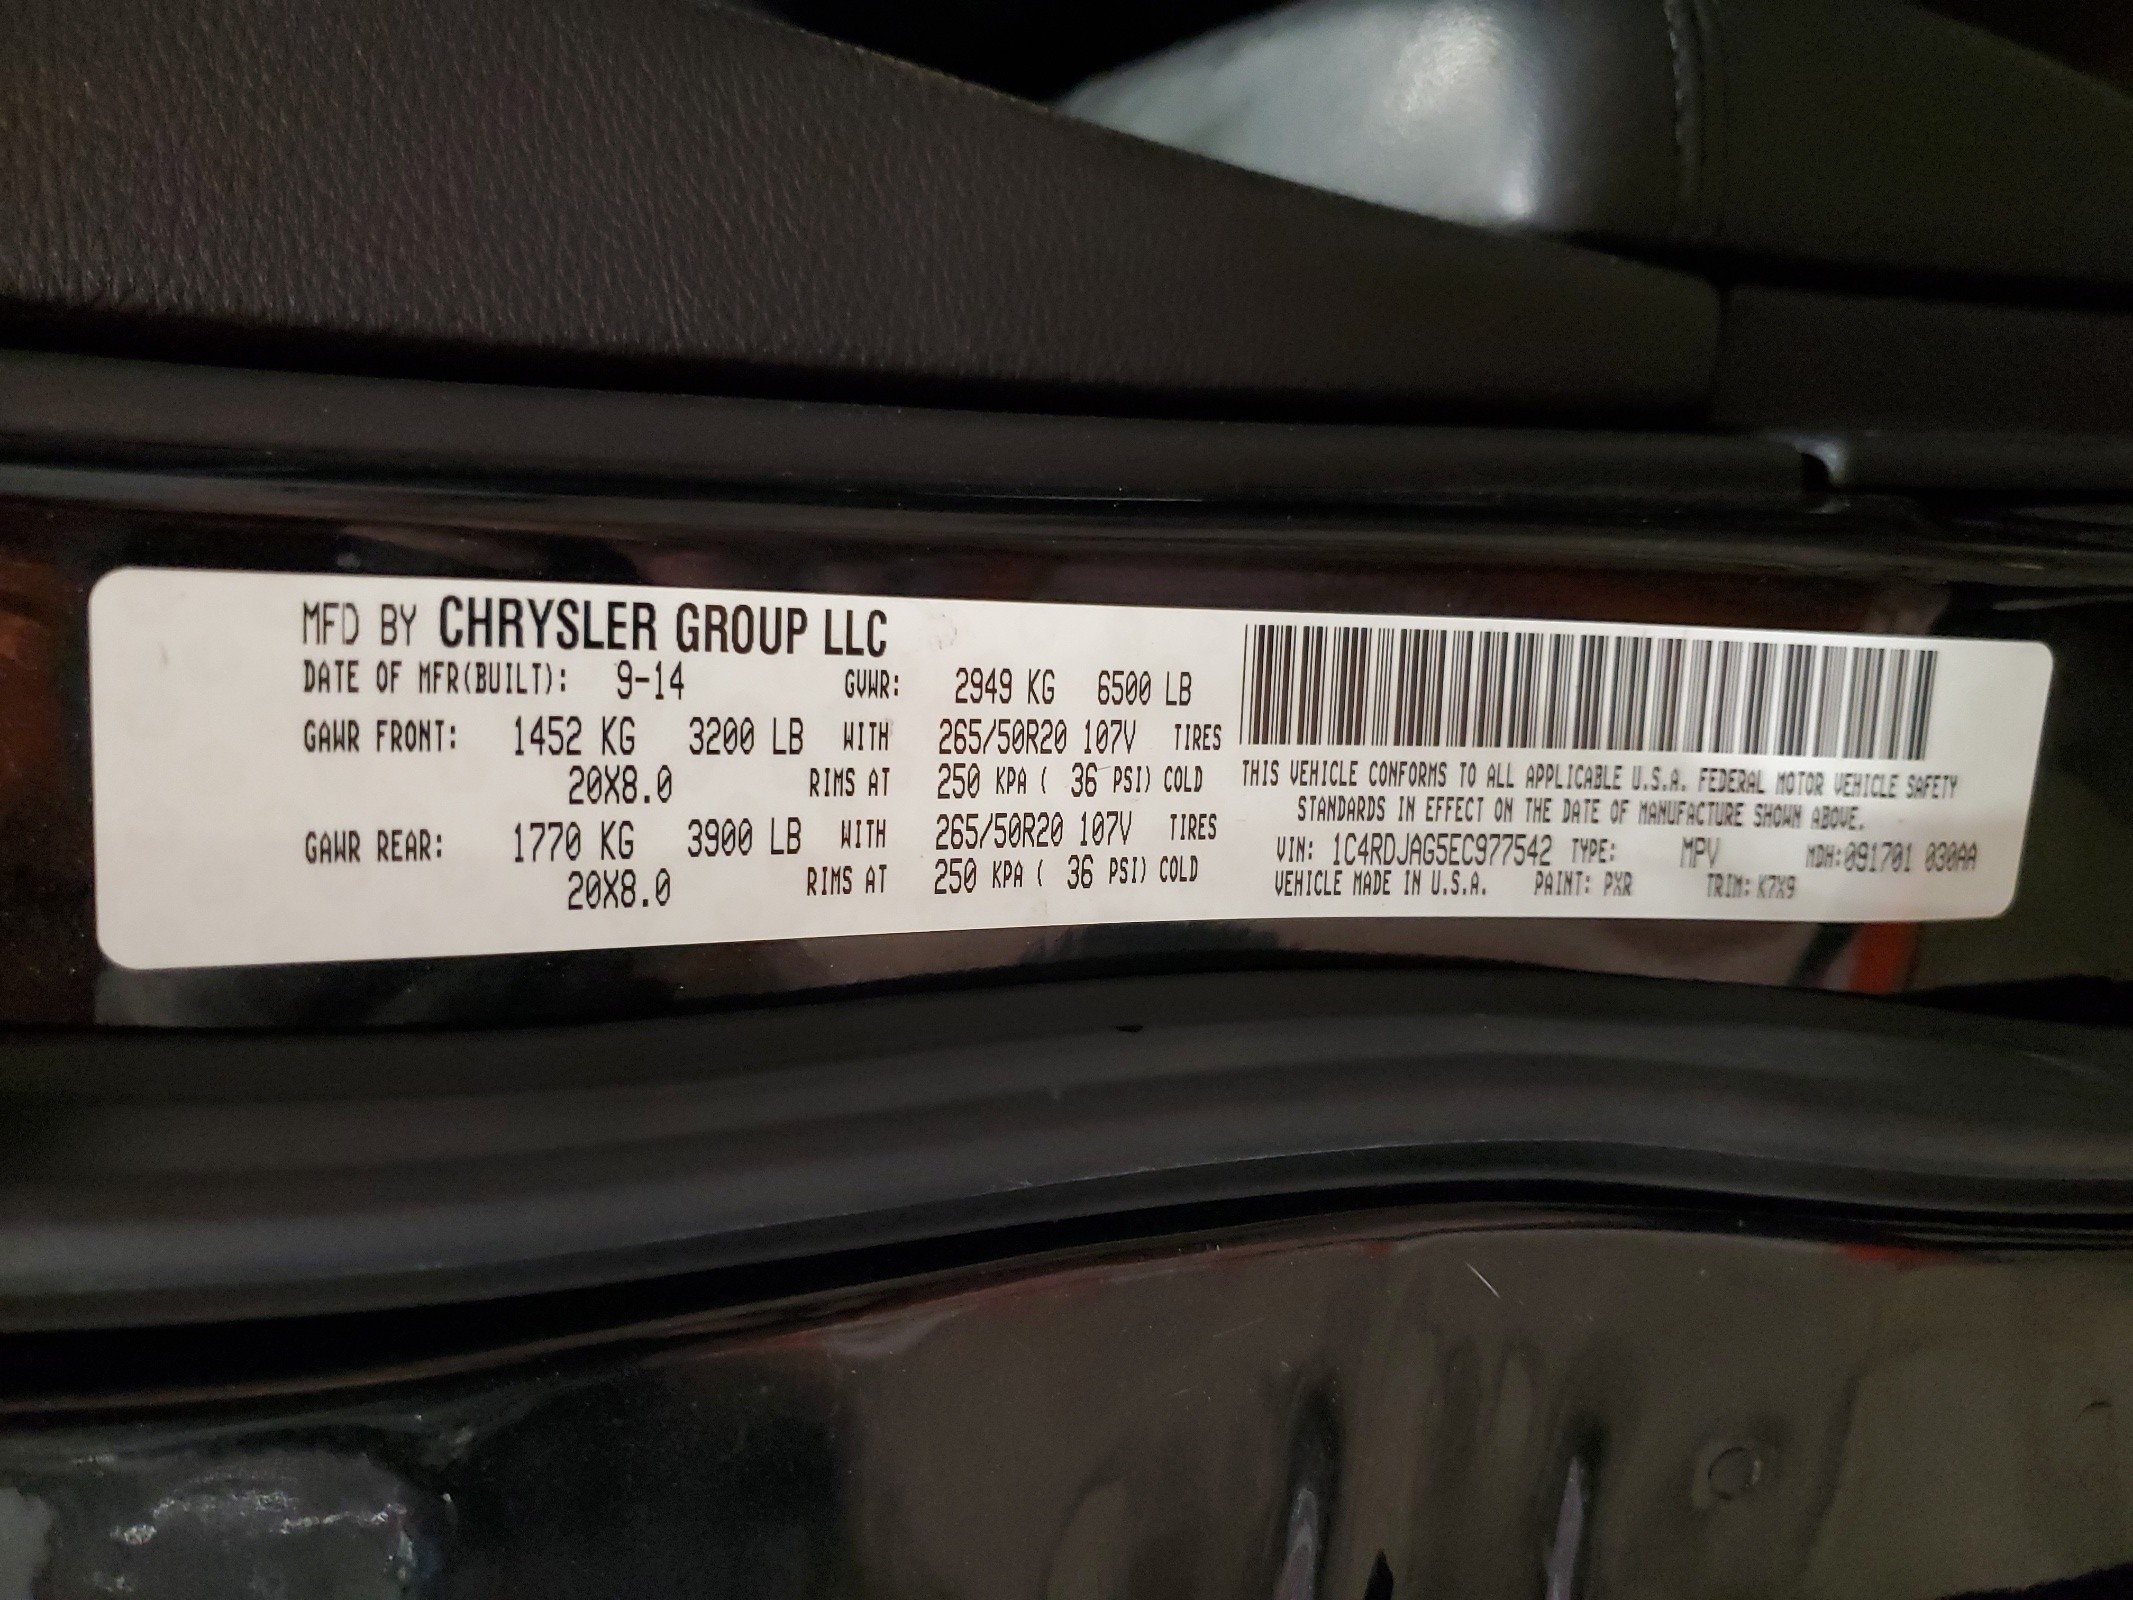 MFD BY CHRYSLER GROUP LLC
DATE OF MFR(BUILT): 9-14 GVWR: 2949 KG 6500 LB
GAWR FRONT: 1452 KG 3200 LB WITH 265/50R20 107V TIRES
20X8.0 RIMS AT 250 KPA ( 36 PSI) COLD
GAWR REAR: 1770 KG 3900 LB WITH 265/50R20 107V TIRES
20X8.0 RIMS AT 250 KPA ( 36 PSI) COLD
THIS VEHICLE CONFORMS TO ALL APPLICABLE U.S.A. FEDERAL MOTOR VEHICLE SAFETY
STANDARDS IN EFFECT ON THE DATE OF MANUFACTURE SHOWN ABOVE.
VIN: 1C4RDJAG5EC977542 TYPE: MPV MDH:091701 030AA
VEHICLE MADE IN U.S.A. PAINT: PXR TRIM: K7X9